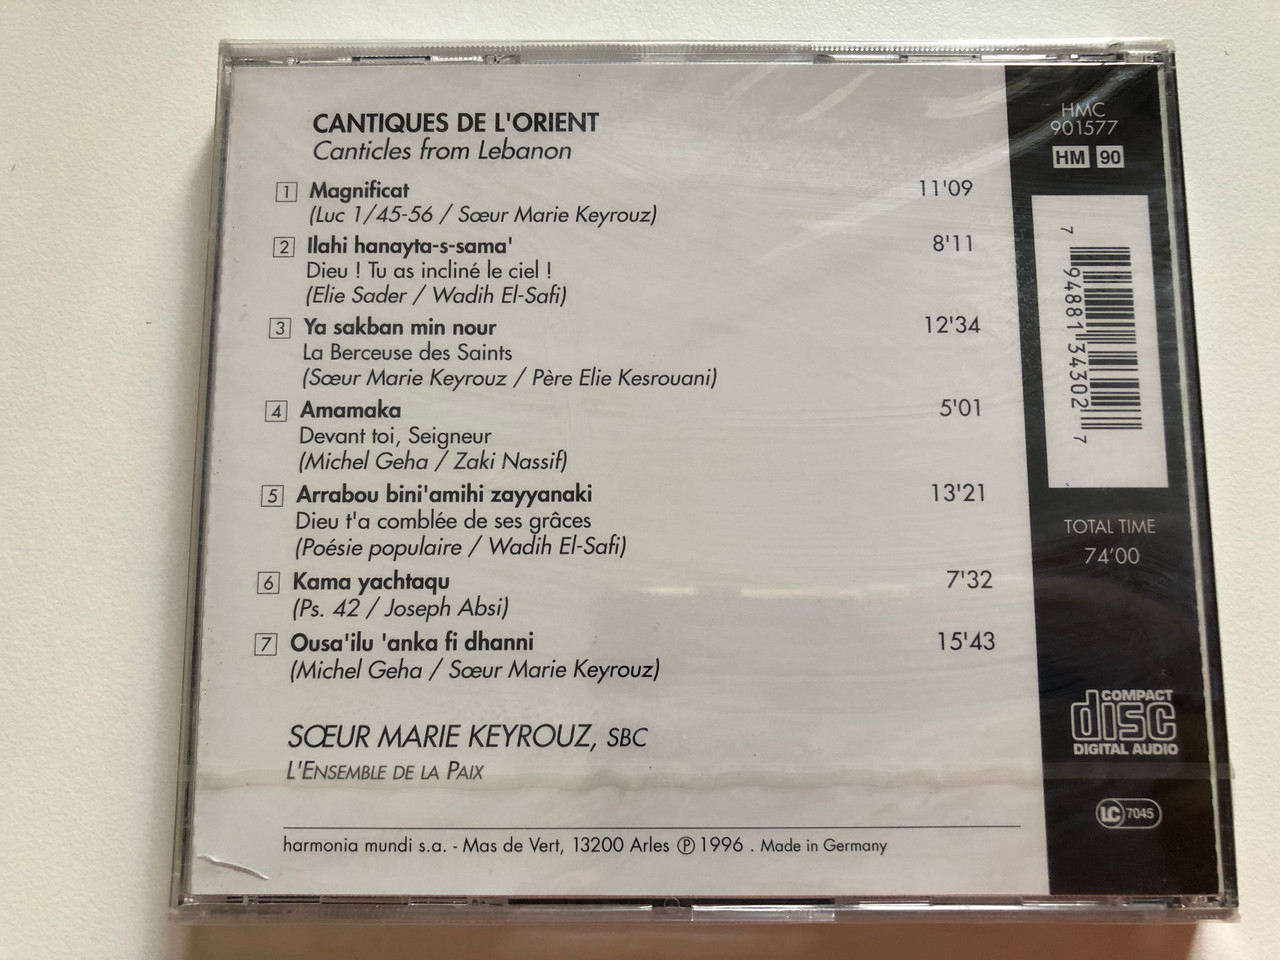 CANTIQUES DE L'ORIENT
Canticles from Lebanon
1 Magnificat 11'09
(Luc 1/45-56 / Sœur Marie Keyrouz)
2 Ilahi hanayta-s-sama' 8'11
Dieu ! Tu as incliné le ciel !
(Elie Sader / Wadih El-Safi)
3 Ya sakban min nour 12'34
La Berceuse des Saints
(Sœur Marie Keyrouz / Père Elie Kesrouani)
4 Amamaka 5'01
Devant toi, Seigneur
(Michel Geha / Zaki Nassif)
5 Arrabou bini'amihi zayyanaki 13'21
Dieu t'a comblée de ses grâces
(Poésie populaire / Wadih El-Safi)
6 Kama yachtaqu 7'32
(Ps. 42 / Joseph Absi)
7 Ousa'ilu 'anka fi dhanni 15'43
(Michel Geha / Sœur Marie Keyrouz)
SŒUR MARIE KEYROUZ, SBC
L'ENSEMBLE DE LA PAIX
harmonia mundi s.a. - Mas de Vert, 13200 Arles ℗ 1996 . Made in Germany
HMC
901577
HM 90
7 94881 34302 7
TOTAL TIME
74'00
COMPACT
disc
DIGITAL AUDIO
LC 7045